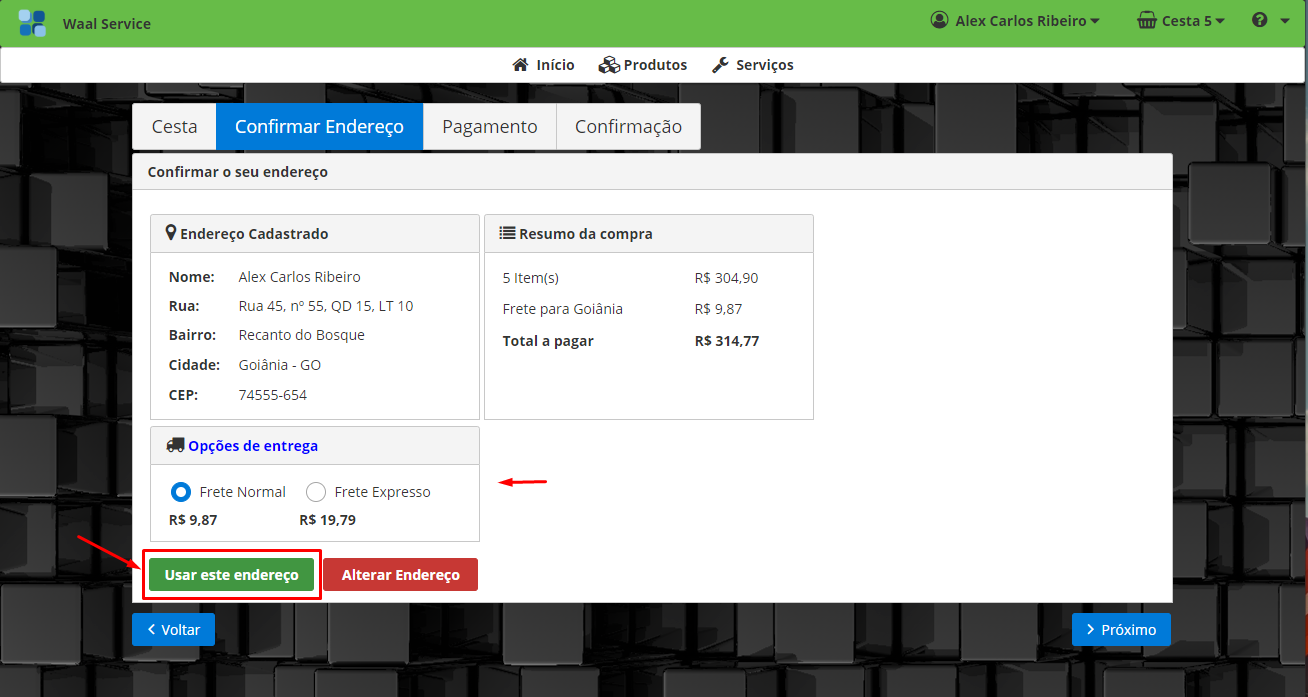 Waal Service
Alex Carlos Ribeiro
Cesta 5
Início
Produtos
Serviços
Cesta
Confirmar Endereço
Pagamento
Confirmação
Confirmar o seu endereço
Endereço Cadastrado
Nome: Alex Carlos Ribeiro
Rua: Rua 45, nº 55, QD 15, LT 10
Bairro: Recanto do Bosque
Cidade: Goiânia - GO
CEP: 74555-654
Resumo da compra
5 Item(s) R$ 304,90
Frete para Goiânia R$ 9,87
Total a pagar R$ 314,77
Opções de entrega
Frete Normal Frete Expresso
R$ 9,87 R$ 19,79
Usar este endereço
Alterar Endereço
Voltar
Próximo